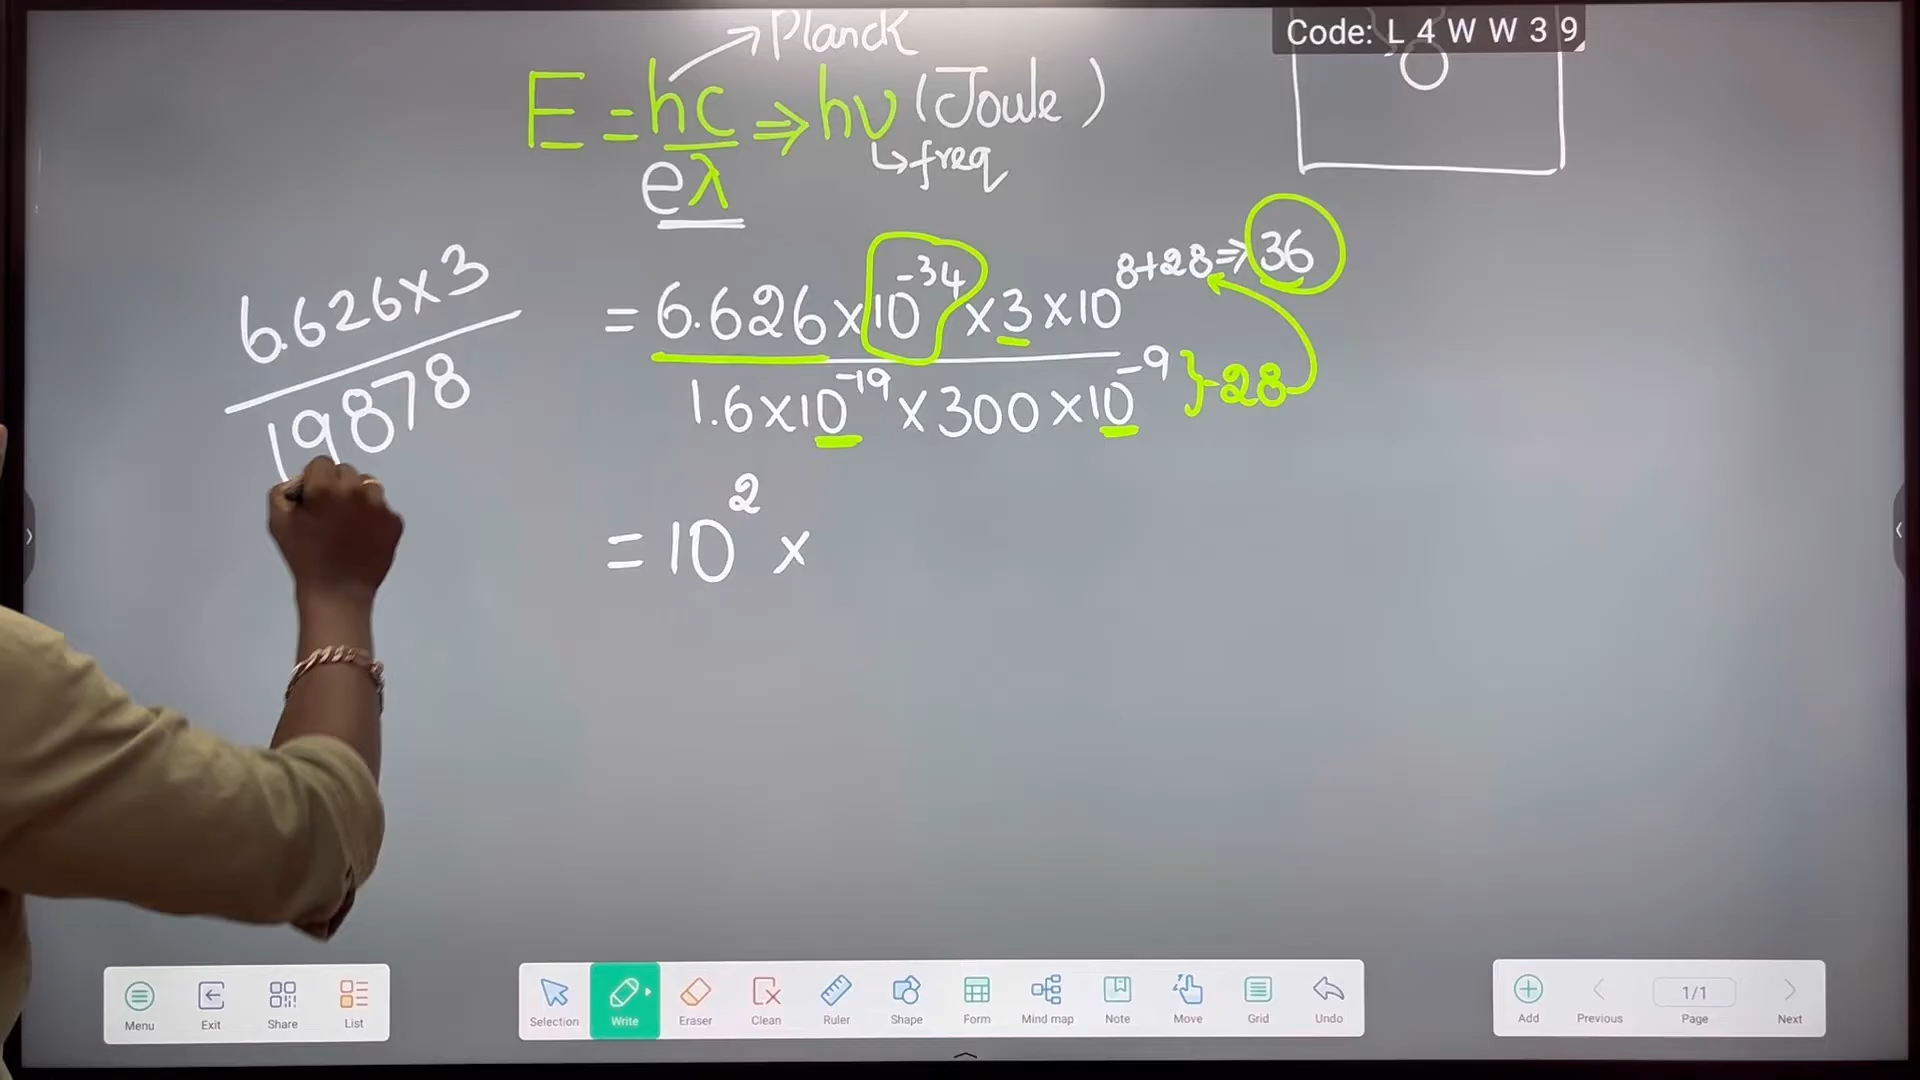 Planck
Code: L 4 W W 3 9
E = hc/eλ ⇒ hυ (Joule)
↳freq
6.626×3
19878
= 6.626×10^-34 ×3×10^8+28⇒36
1.6×10^-19 ×300×10^-9 }-28
= 10^2 ×
Menu Exit Share List
Selection Write Eraser Clean Ruler Shape Form Mind map Note Move Grid Undo
Add Previous 1/1 Page Next